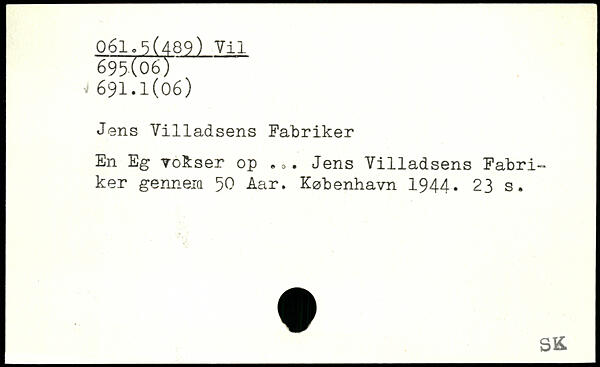 061.5(489) Vil
695(06)
691.1(06)
Jens Villadsens Fabriker
En Eg vokser op ... Jens Villadsens Fabri-
ker gennem 50 Aar. København 1944. 23 s.
SK